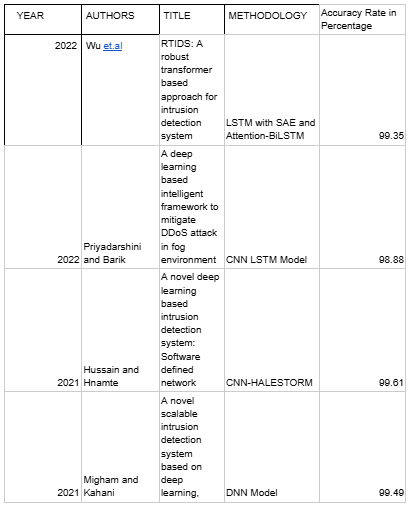 YEAR AUTHORS TITLE METHODOLOGY Accuracy Rate in
Percentage
2022 Wu et.al RTIDS: A
robust
transformer
based
approach for
intrusion
detection LSTM with SAE and
system Attention-BiLSTM 99.35
A deep
learning
based
intelligent
framework to
mitigate
DDoS attack
Priyadarshini in fog
2022 and Barik environment CNN LSTM Model 98.88
A novel deep
learning
based
intrusion
detection
system:
Software
Hussain and defined
2021 Hnamte network CNN-HALESTORM 99.61
A novel
scalable
intrusion
detection
system
based on
Migham and deep
2021 Kahani learning, DNN Model 99.49